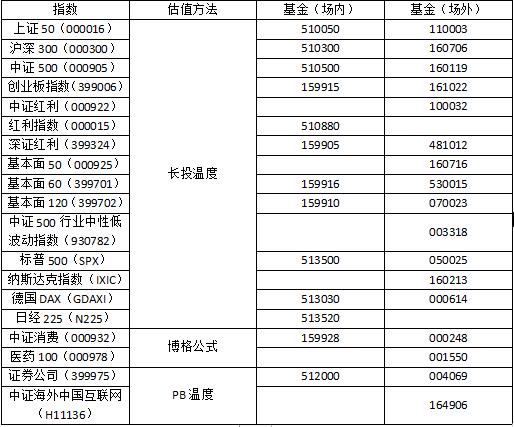 指数 估值方法 基金（场内） 基金（场外）
上证 50（000016） 510050 110003
沪深 300（000300） 510300 160706
中证 500（000905） 510500 160119
创业板指数（399006） 159915 161022
中证红利（000922） 100032
红利指数（000015） 510880
深证红利（399324） 159905 481012
长投温度
基本面 50（000925） 160716
基本面 60（399701） 159916 530015
基本面 120（399702） 159910 070023
中证 500 行业中性低
波动指数（930782） 003318
标普 500（SPX） 513500 050025
纳斯达克指数（IXIC） 160213
德国 DAX（GDAXI） 513030 000614
日经 225（N225） 513520
中证消费（000932） 159928 000248
博格公式
医药 100（000978） 001550
证券公司（399975） 512000 004069
PB 温度
中证海外中国互联网
（H11136） 164906